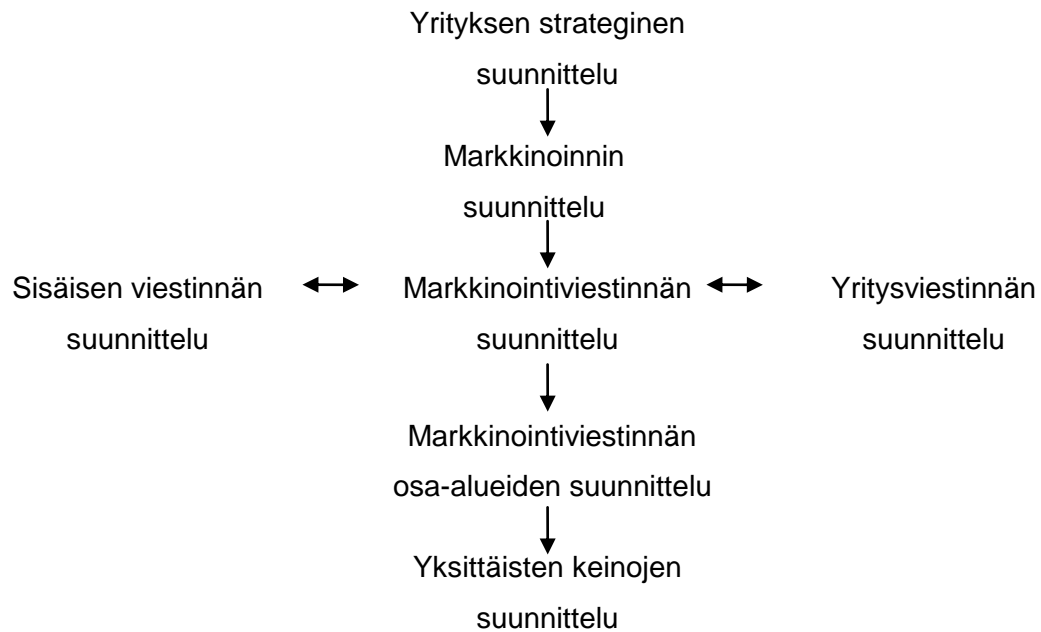 Yrityksen strateginen
suunnittelu
Markkinoinnin
suunnittelu
Sisäisen viestinnän
suunnittelu
Markkinointiviestinnän
suunnittelu
Yritysviestinnän
suunnittelu
Markkinointiviestinnän
osa-alueiden suunnittelu
Yksittäisten keinojen
suunnittelu